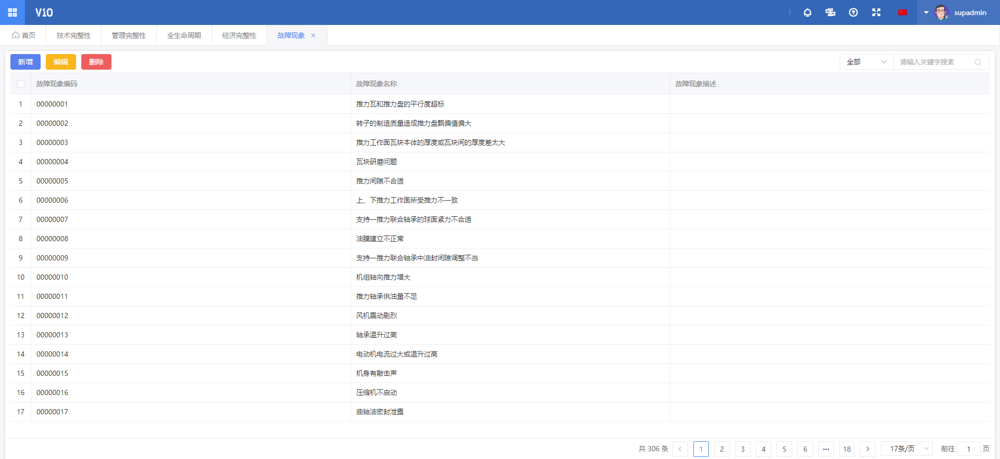 V10
supadmin
首页 技术完整性 管理完整性 全生命周期 经济完整性 故障现象
新增 编辑 删除 全部 请输入关键字搜索
故障现象编码 故障现象名称 故障现象描述
1 00000001 推力瓦和推力盘的平行度超标
2 00000002 转子的制造质量造成推力盘飘偏值偏大
3 00000003 推力工作面瓦块本体的厚度或瓦块间的厚度差太大
4 00000004 瓦块研磨问题
5 00000005 推力间隙不合适
6 00000006 上、下推力工作面所受推力不一致
7 00000007 支持—推力联合轴承的球面紧力不合适
8 00000008 油膜建立不正常
9 00000009 支持—推力联合轴承中油封间隙调整不当
10 00000010 机组轴向推力增大
11 00000011 推力轴承供油量不足
12 00000012 风机震动剧烈
13 00000013 轴承温升过高
14 00000014 电动机电流过大或温升过高
15 00000015 机身有敲击声
16 00000016 压缩机不启动
17 00000017 曲轴油密封泄露
共 306 条 1 2 3 4 5 6 ••• 18 17条/页 前往 1 页